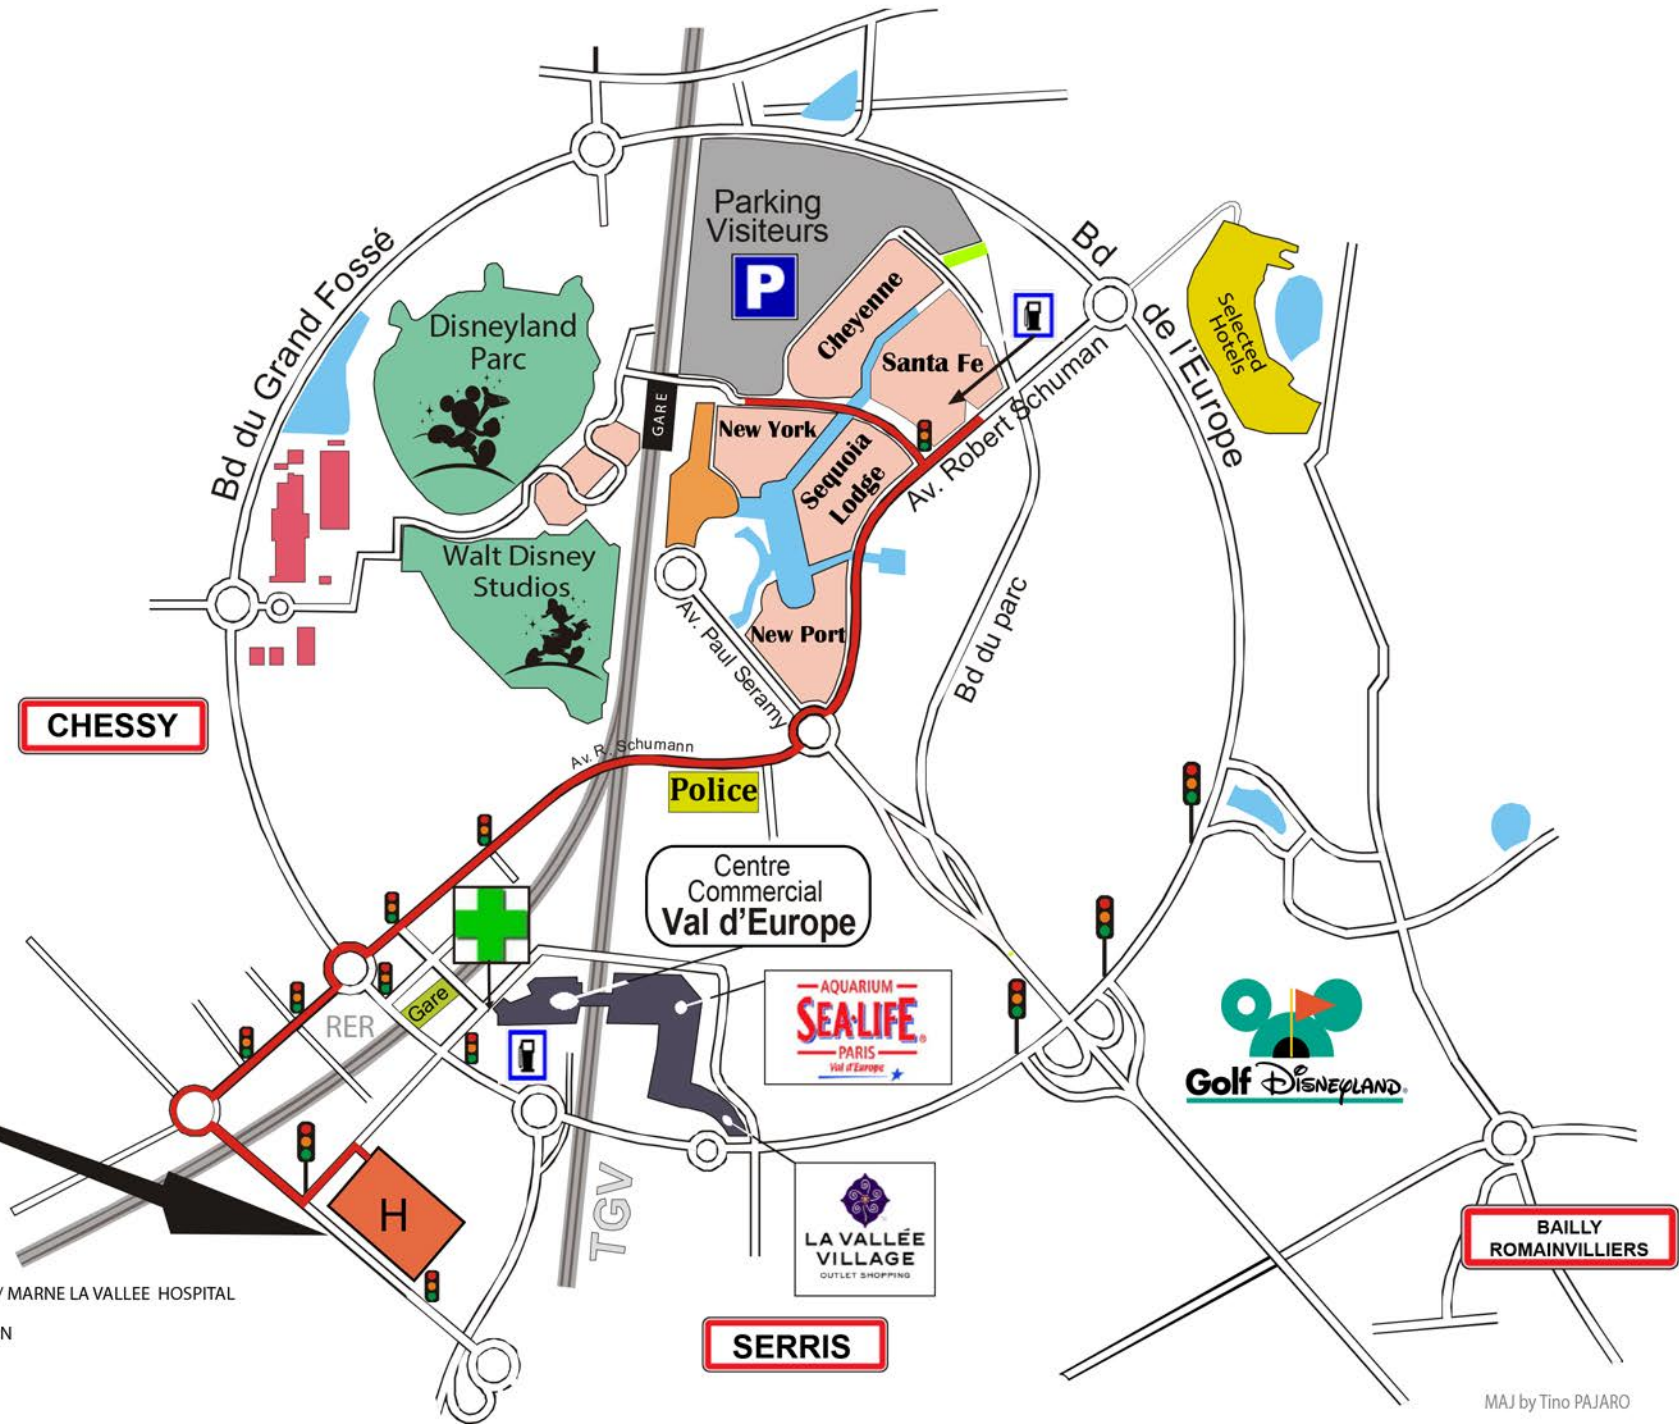 Parking
Visiteurs
P
Bd
de l'Europe
Bd du Grand Fossé
Disneyland
Parc
Cheyenne
Santa Fe
Selected
Hotels
GARE
New York
Sequoia
Lodge
Av. Robert Schuman
Walt Disney
Studios
New Port
Av. Paul Seramy
Bd du parc
CHESSY
Av. R. Schumann
Police
Centre
Commercial
Val d'Europe
AQUARIUM
SEA LIFE
PARIS
Val d'Europe
Gare
RER
Golf DISNEYLAND
H
TGV
LA VALLÉE
VILLAGE
OUTLET SHOPPING
BAILLY
ROMAINVILLIERS
/ MARNE LA VALLEE HOSPITAL
N
SERRIS
MAJ by Tino PAJARO